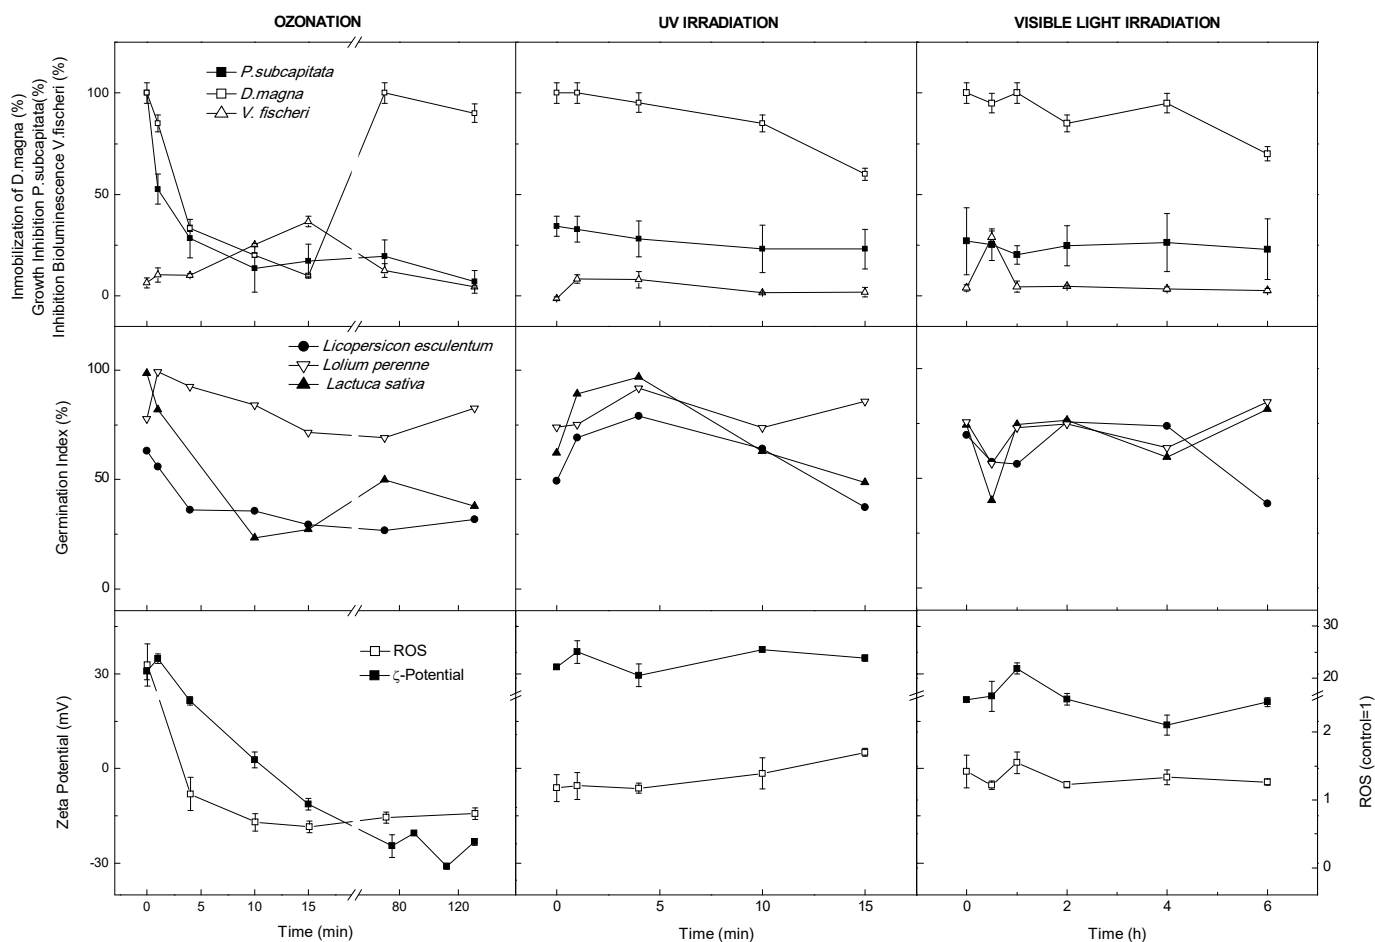 OZONATION
UV IRRADIATION
VISIBLE LIGHT IRRADIATION
Inmobilization of D.magna (%)
Growth Inhibition P.subcapitata(%)
Inhibition Bioluminescence V.fischeri (%)
100
50
0
P.subcapitata
D.magna
V. fischeri
Germination Index (%)
100
50
0
Licopersicon esculentum
Lolium perenne
Lactuca sativa
Zeta Potential (mV)
30
0
-30
ROS
ζ-Potential
30
20
2
1
0
ROS (control=1)
0 5 10 15 80 120
0 5 10 15
0 2 4 6
Time (min)
Time (min)
Time (h)